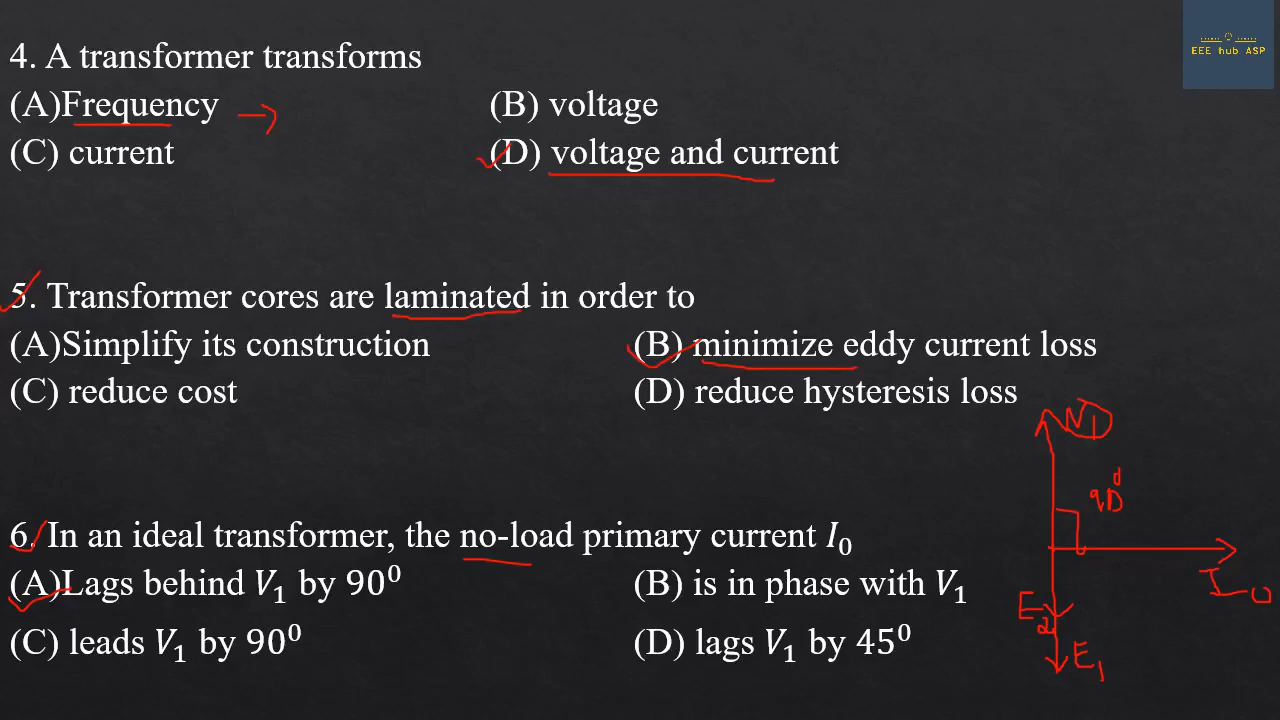 EEE hub ASP
4. A transformer transforms
(A)Frequency (B) voltage
(C) current (D) voltage and current
5. Transformer cores are laminated in order to
(A)Simplify its construction (B) minimize eddy current loss
(C) reduce cost (D) reduce hysteresis loss
6. In an ideal transformer, the no-load primary current I₀
(A)Lags behind V₁ by 90⁰ (B) is in phase with V₁
(C) leads V₁ by 90⁰ (D) lags V₁ by 45⁰
V₁
I₀
E₂
E₁